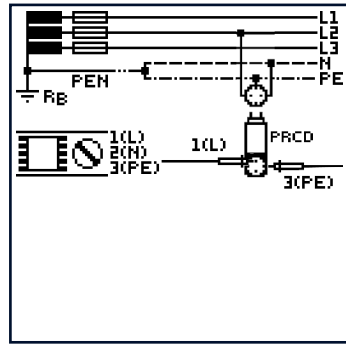 L1
L2
L3
N
PEN
PE
RB
PRCD
1(L)
2(N)
3(PE)
1(L)
3(PE)